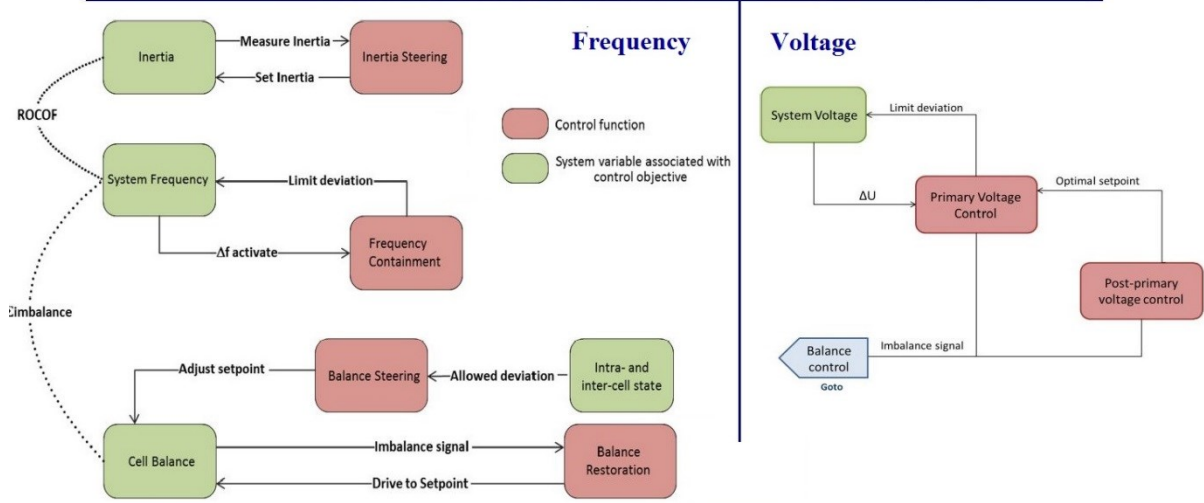 Frequency
Voltage
Inertia
Measure Inertia
Set Inertia
Inertia Steering
ROCOF
Control function
System variable associated with
control objective
System Frequency
Limit deviation
Δf activate
Frequency
Containment
Σimbalance
Adjust setpoint
Balance Steering
Allowed deviation
Intra- and
inter-cell state
Cell Balance
Imbalance signal
Drive to Setpoint
Balance
Restoration
System Voltage
Limit deviation
ΔU
Primary Voltage
Control
Optimal setpoint
Post-primary
voltage control
Imbalance signal
Balance
control
Goto